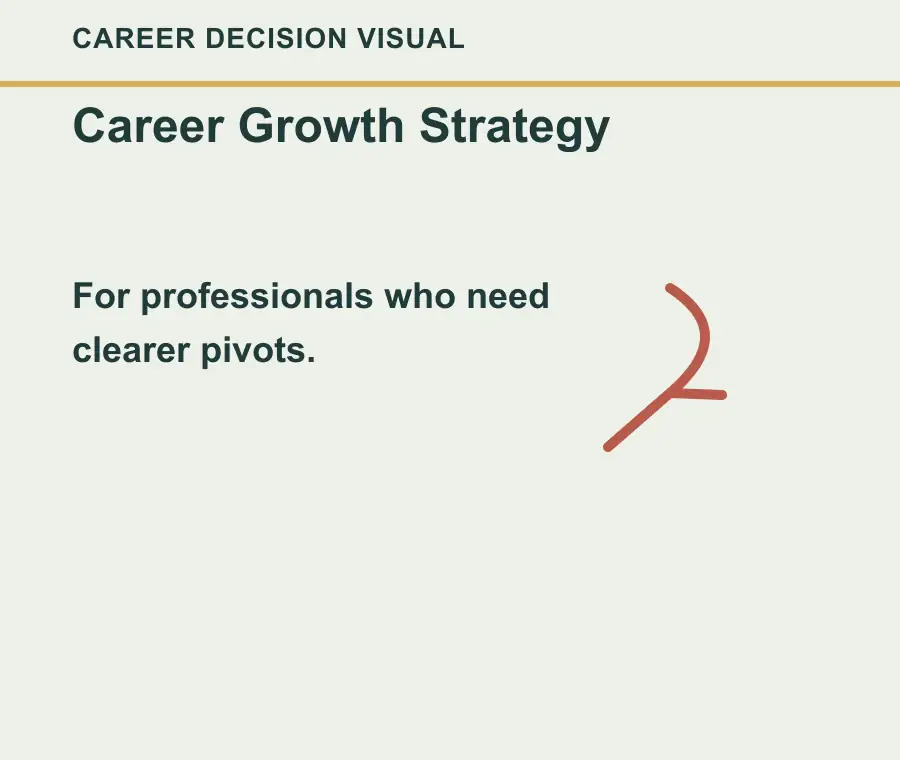 CAREER DECISION VISUAL
Career Growth Strategy
For professionals who need
clearer pivots.